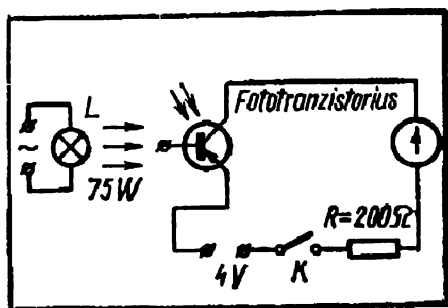 L
Fototranzistorius
~
75W
R=200Ω
4V
K